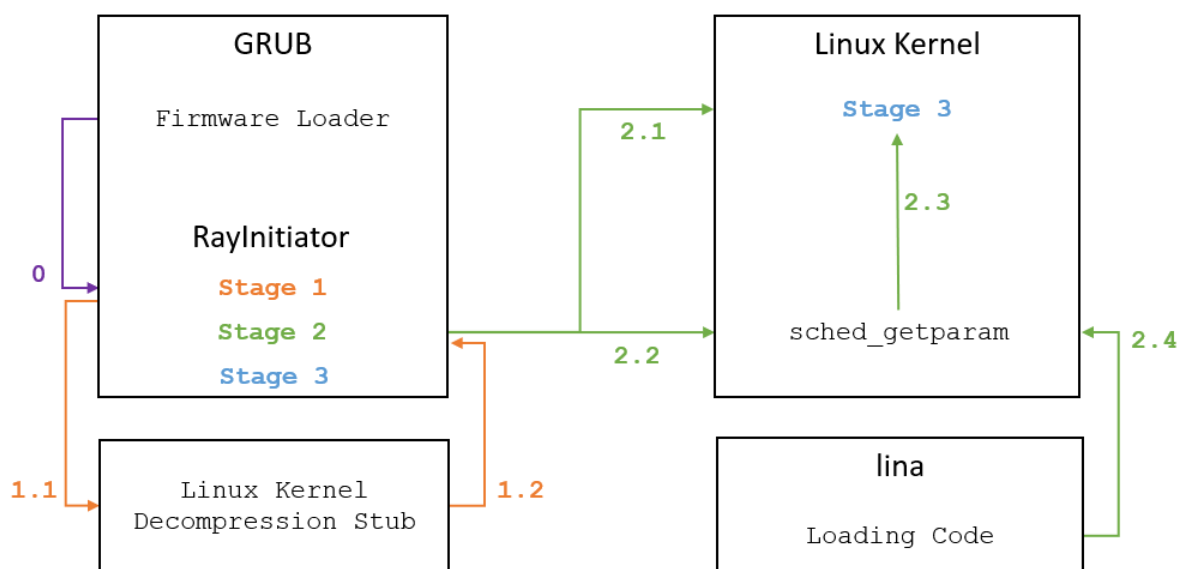 GRUB
Firmware Loader
RayInitiator
0
Stage 1
Stage 2
Stage 3
1.1
Linux Kernel
Decompression Stub
1.2
2.1
2.2
Linux Kernel
Stage 3
2.3
sched_getparam
2.4
lina
Loading Code